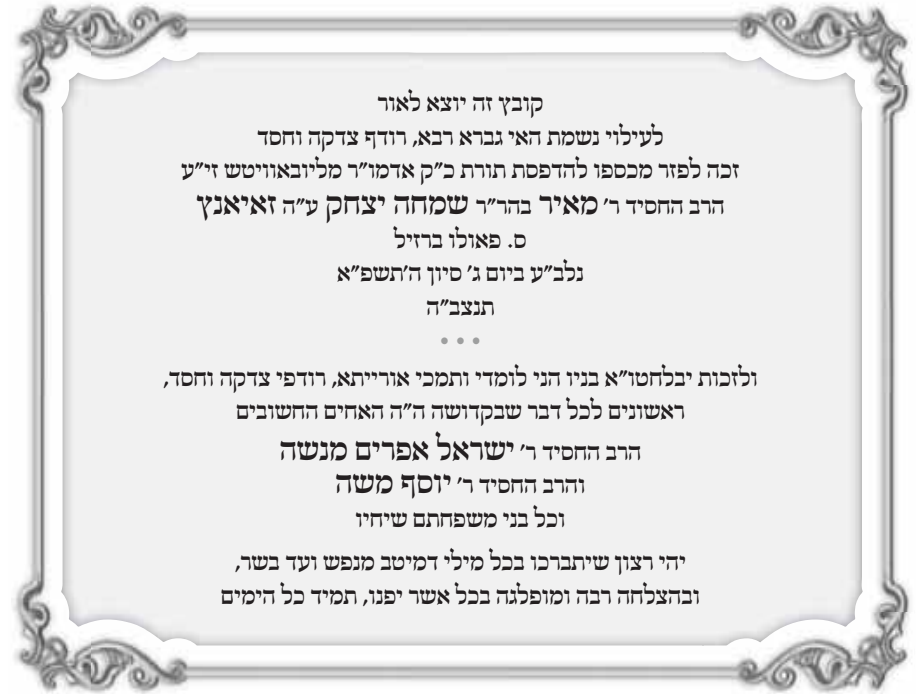 קובץ זה יוצא לאור
לעילוי נשמת האי גברא רבא, רודף צדקה וחסד
זכה לפזר מכספו להדפסת תורת כ״ק אדמו״ר מליובאוויטש זי״ע
הרב החסיד ר׳ מאיר בהר״ר שמחה יצחק ע״ה זאיאנץ
ס. פאולו ברזיל
נלב״ע ביום ג׳ סיון ה׳תשפ״א
תנצב״ה
• • •
ולזכות יבלחטו״א בניו הני לומדי ותמכי אורייתא, רודפי צדקה וחסד,
ראשונים לכל דבר שבקדושה ה״ה האחים החשובים
הרב החסיד ר׳ ישראל אפרים מנשה
והרב החסיד ר׳ יוסף משה
וכל בני משפחתם שיחיו
יהי רצון שיתברכו בכל מילי דמיטב מנפש ועד בשר,
ובהצלחה רבה ומופלגה בכל אשר יפנו, תמיד כל הימים